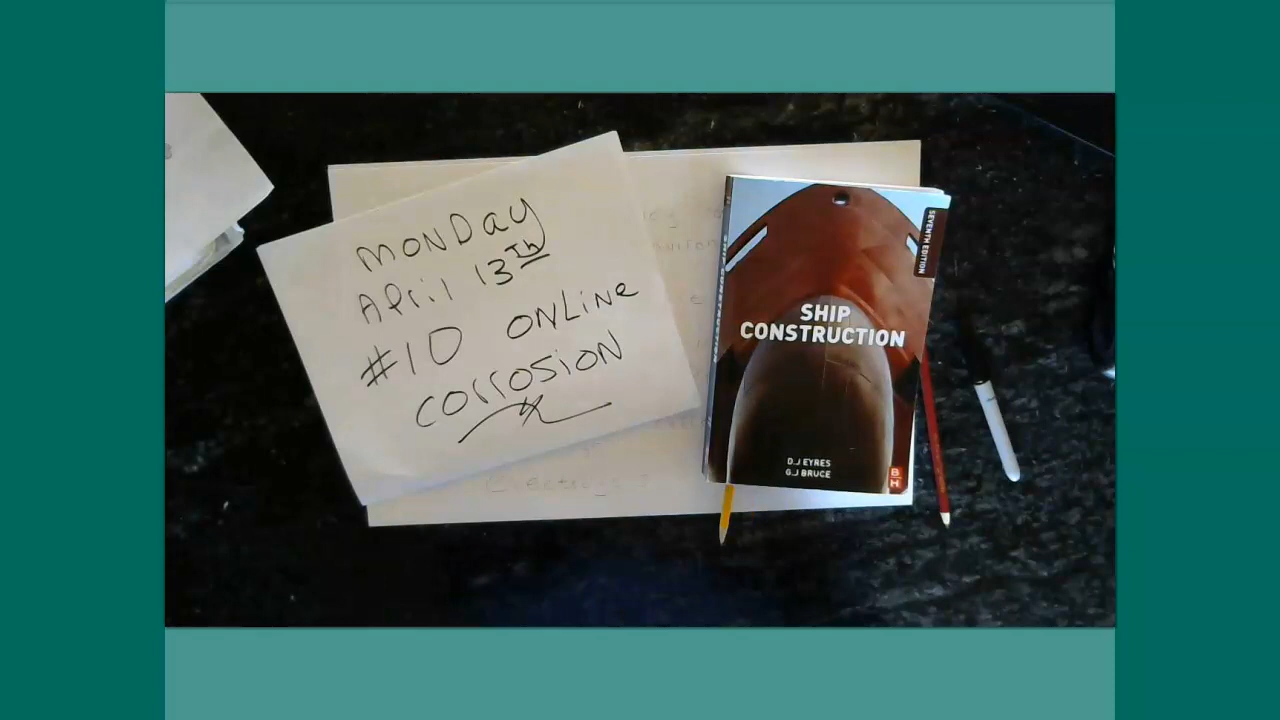 MONDAY
April 13Th
#10 ONLINE
CORROSION
SHIP
CONSTRUCTION
SEVENTH EDITION
D.J EYRES
G.J BRUCE
B
H